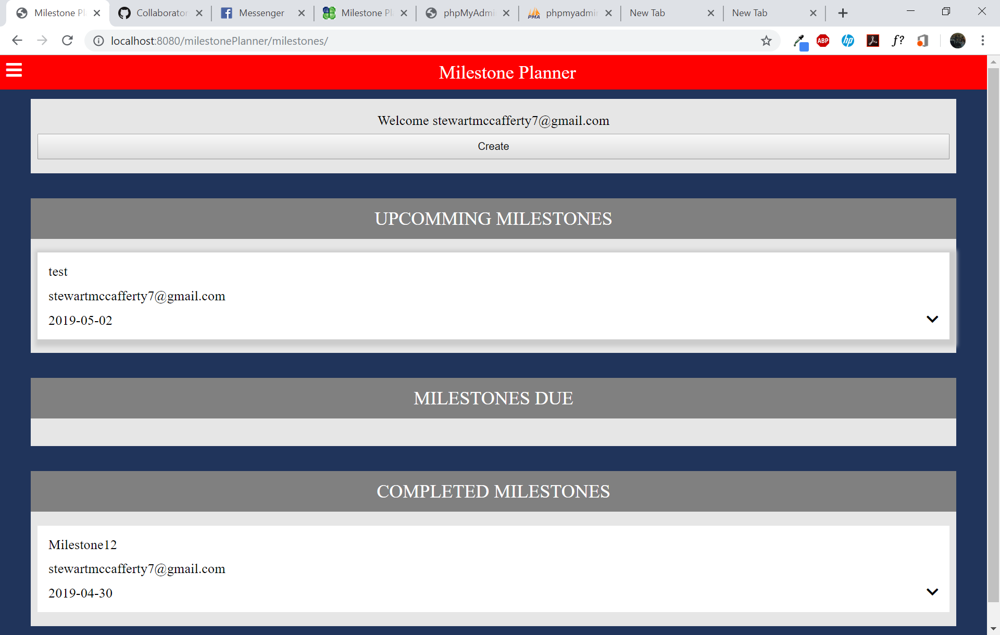 Milestone Pl
Collaborator
Messenger
Milestone Pl
phpMyAdmi
phpmyadmin
New Tab
New Tab
localhost:8080/milestonePlanner/milestones/
ABP
hp
f?
Milestone Planner
Welcome stewartmccafferty7@gmail.com
Create
UPCOMMING MILESTONES
test
stewartmccafferty7@gmail.com
2019-05-02
MILESTONES DUE
COMPLETED MILESTONES
Milestone12
stewartmccafferty7@gmail.com
2019-04-30